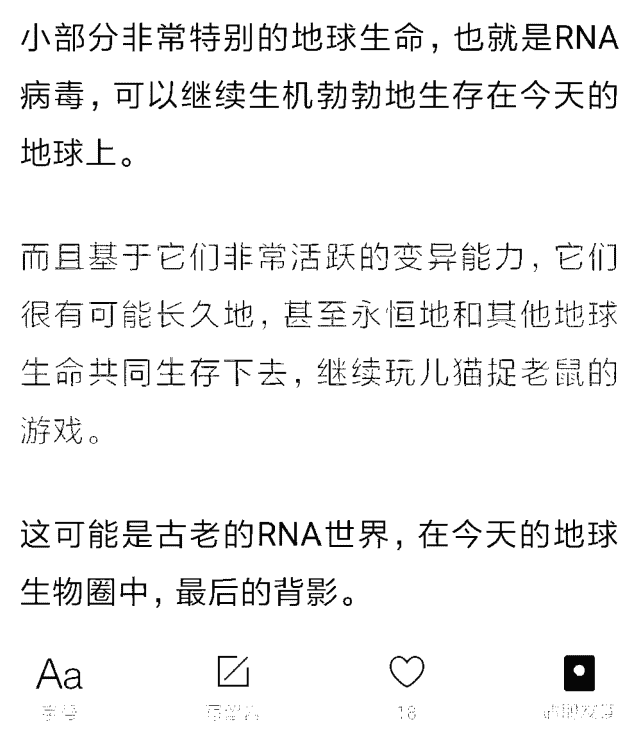 小部分非常特别的地球生命，也就是RNA
病毒，可以继续生机勃勃地生存在今天的
地球上。
而且基于它们非常活跃的变异能力，它们
很有可能长久地，甚至永恒地和其他地球
生命共同生存下去，继续玩儿猫捉老鼠的
游戏。
这可能是古老的RNA世界，在今天的地球
生物圈中，最后的背影。
Aa
字号
写留言
18